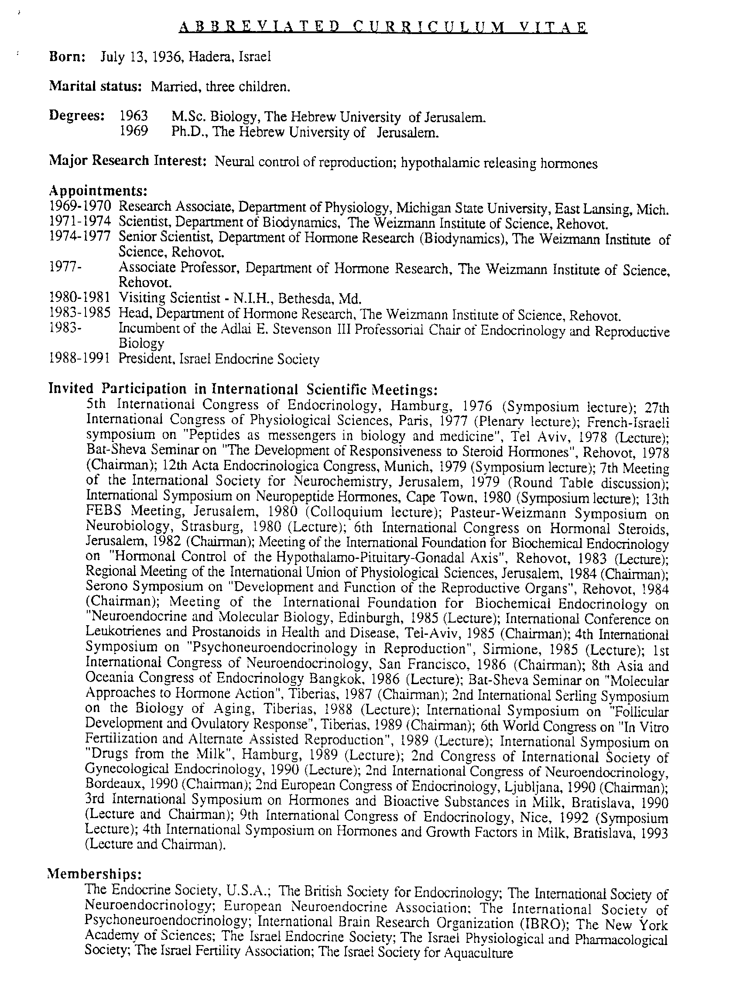 ABBREVIATED CURRICULUM VITAE
Born: July 13, 1936, Hadera, Israel
Marital status: Married, three children.
Degrees: 1963 M.Sc. Biology, The Hebrew University of Jerusalem.
1969 Ph.D., The Hebrew University of Jerusalem.
Major Research Interest: Neural control of reproduction; hypothalamic releasing hormones
Appointments:
1969-1970 Research Associate, Department of Physiology, Michigan State University, East Lansing, Mich.
1971-1974 Scientist, Department of Biodynamics, The Weizmann Institute of Science, Rehovot.
1974-1977 Senior Scientist, Department of Hormone Research (Biodynamics), The Weizmann Institute of
Science, Rehovot.
1977- Associate Professor, Department of Hormone Research, The Weizmann Institute of Science,
Rehovot.
1980-1981 Visiting Scientist - N.I.H., Bethesda, Md.
1983-1985 Head, Department of Hormone Research, The Weizmann Institute of Science, Rehovot.
1983- Incumbent of the Adlai E. Stevenson III Professorial Chair of Endocrinology and Reproductive
Biology
1988-1991 President, Israel Endocrine Society
Invited Participation in International Scientific Meetings:
5th International Congress of Endocrinology, Hamburg, 1976 (Symposium lecture); 27th
International Congress of Physiological Sciences, Paris, 1977 (Plenary lecture); French-Israeli
symposium on "Peptides as messengers in biology and medicine", Tel Aviv, 1978 (Lecture);
Bat-Sheva Seminar on "The Development of Responsiveness to Steroid Hormones", Rehovot, 1978
(Chairman); 12th Acta Endocrinologica Congress, Munich, 1979 (Symposium lecture); 7th Meeting
of the International Society for Neurochemistry, Jerusalem, 1979 (Round Table discussion);
International Symposium on Neuropeptide Hormones, Cape Town, 1980 (Symposium lecture); 13th
FEBS Meeting, Jerusalem, 1980 (Colloquium lecture); Pasteur-Weizmann Symposium on
Neurobiology, Strasburg, 1980 (Lecture); 6th International Congress on Hormonal Steroids,
Jerusalem, 1982 (Chairman); Meeting of the International Foundation for Biochemical Endocrinology
on "Hormonal Control of the Hypothalamo-Pituitary-Gonadal Axis", Rehovot, 1983 (Lecture);
Regional Meeting of the International Union of Physiological Sciences, Jerusalem, 1984 (Chairman);
Serono Symposium on "Development and Function of the Reproductive Organs", Rehovot, 1984
(Chairman); Meeting of the International Foundation for Biochemical Endocrinology on
"Neuroendocrine and Molecular Biology, Edinburgh, 1985 (Lecture); International Conference on
Leukotrienes and Prostanoids in Health and Disease, Tel-Aviv, 1985 (Chairman); 4th International
Symposium on "Psychoneuroendocrinology in Reproduction", Sirmione, 1985 (Lecture); 1st
International Congress of Neuroendocrinology, San Francisco, 1986 (Chairman); 8th Asia and
Oceania Congress of Endocrinology Bangkok, 1986 (Lecture); Bat-Sheva Seminar on "Molecular
Approaches to Hormone Action", Tiberias, 1987 (Chairman); 2nd International Serling Symposium
on the Biology of Aging, Tiberias, 1988 (Lecture); International Symposium on "Follicular
Development and Ovulatory Response", Tiberias, 1989 (Chairman); 6th World Congress on "In Vitro
Fertilization and Alternate Assisted Reproduction", 1989 (Lecture); International Symposium on
"Drugs from the Milk", Hamburg, 1989 (Lecture); 2nd Congress of International Society of
Gynecological Endocrinology, 1990 (Lecture); 2nd International Congress of Neuroendocrinology,
Bordeaux, 1990 (Chairman); 2nd European Congress of Endocrinology, Ljubljana, 1990 (Chairman);
3rd International Symposium on Hormones and Bioactive Substances in Milk, Bratislava, 1990
(Lecture and Chairman); 9th International Congress of Endocrinology, Nice, 1992 (Symposium
Lecture); 4th International Symposium on Hormones and Growth Factors in Milk, Bratislava, 1993
(Lecture and Chairman).
Memberships:
The Endocrine Society, U.S.A.; The British Society for Endocrinology; The International Society of
Neuroendocrinology; European Neuroendocrine Association; The International Society of
Psychoneuroendocrinology; International Brain Research Organization (IBRO); The New York
Academy of Sciences; The Israel Endocrine Society; The Israel Physiological and Pharmacological
Society; The Israel Fertility Association; The Israel Society for Aquaculture